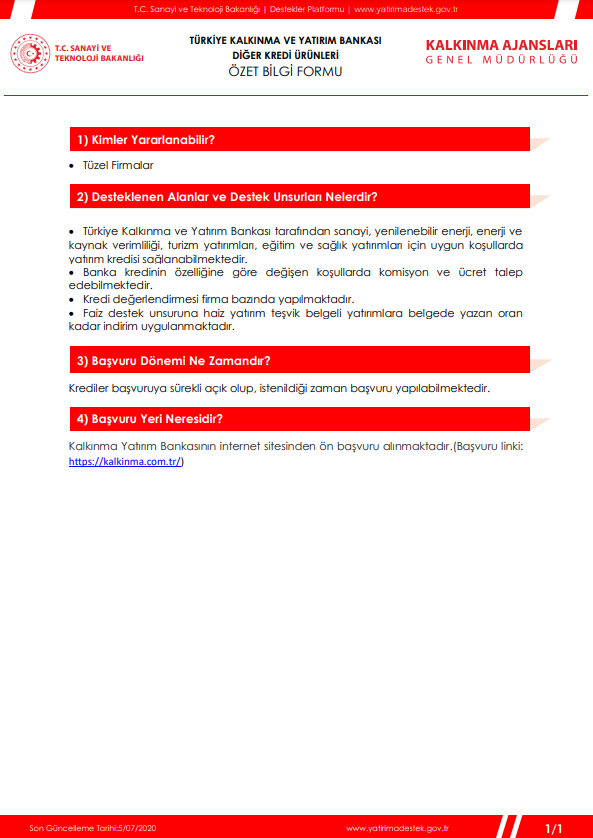 T.C. Sanayi ve Teknoloji Bakanlığı | Destekler Platformu | www.yatirimadestek.gov.tr
T.C. SANAYİ VE
TEKNOLOJİ BAKANLIĞI
TÜRKİYE KALKINMA VE YATIRIM BANKASI
DİĞER KREDİ ÜRÜNLERİ
ÖZET BİLGİ FORMU
KALKINMA AJANSLARI
GENEL MÜDÜRLÜĞÜ
1) Kimler Yararlanabilir?
• Tüzel Firmalar
2) Desteklenen Alanlar ve Destek Unsurları Nelerdir?
• Türkiye Kalkınma ve Yatırım Bankası tarafından sanayi, yenilenebilir enerji, enerji ve
kaynak verimliliği, turizm yatırımları, eğitim ve sağlık yatırımları için uygun koşullarda
yatırım kredisi sağlanabilmektedir.
• Banka kredinin özelliğine göre değişen koşullarda komisyon ve ücret talep
edebilmektedir.
• Kredi değerlendirmesi firma bazında yapılmaktadır.
• Faiz destek unsuruna haiz yatırım teşvik belgeli yatırımlara belgede yazan oran
kadar indirim uygulanmaktadır.
3) Başvuru Dönemi Ne Zamandır?
Krediler başvuruya sürekli açık olup, istenildiği zaman başvuru yapılabilmektedir.
4) Başvuru Yeri Neresidir?
Kalkınma Yatırım Bankasının internet sitesinden ön başvuru alınmaktadır.(Başvuru linki:
https://kalkinma.com.tr/)
Son Güncelleme Tarihi:5/07/2020
www.yatirimadestek.gov.tr
1/1